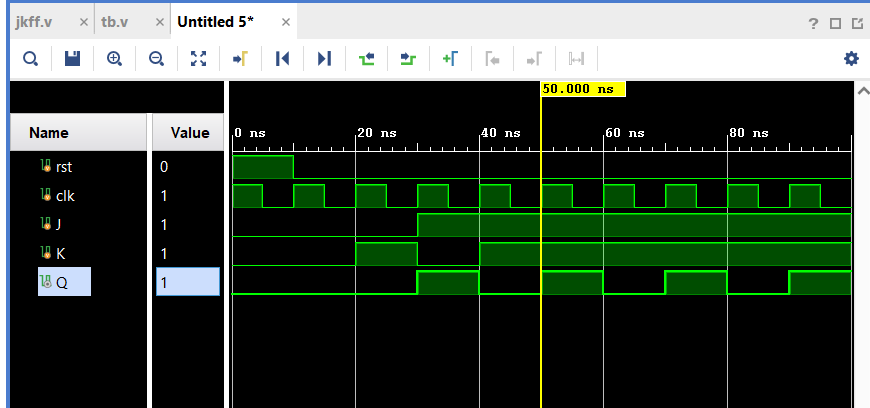 jkff.v × tb.v × Untitled 5* ×
?
50.000 ns
Name Value
0 ns 20 ns 40 ns 60 ns 80 ns
rst 0
clk 1
J 1
K 1
Q 1